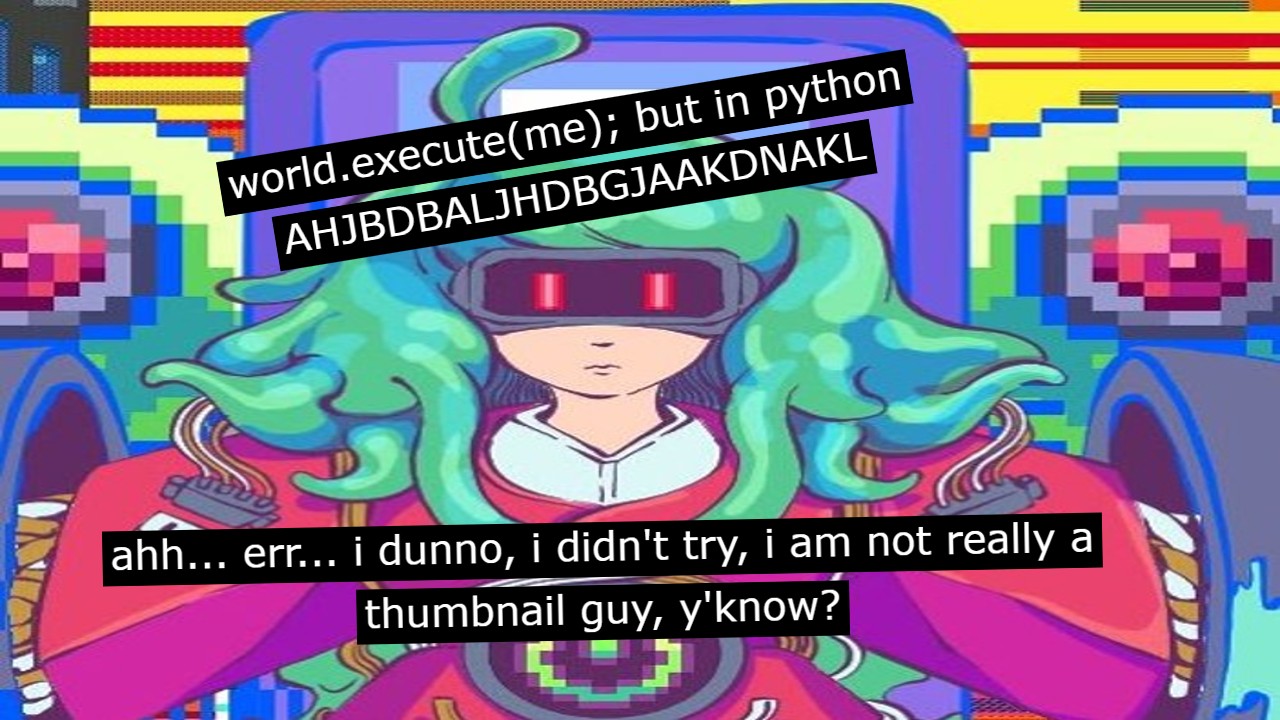 world.execute(me); but in python
AHJBDBALJHDBGJAAKDNAKL
ahh... err... i dunno, i didn't try, i am not really a
thumbnail guy, y'know?